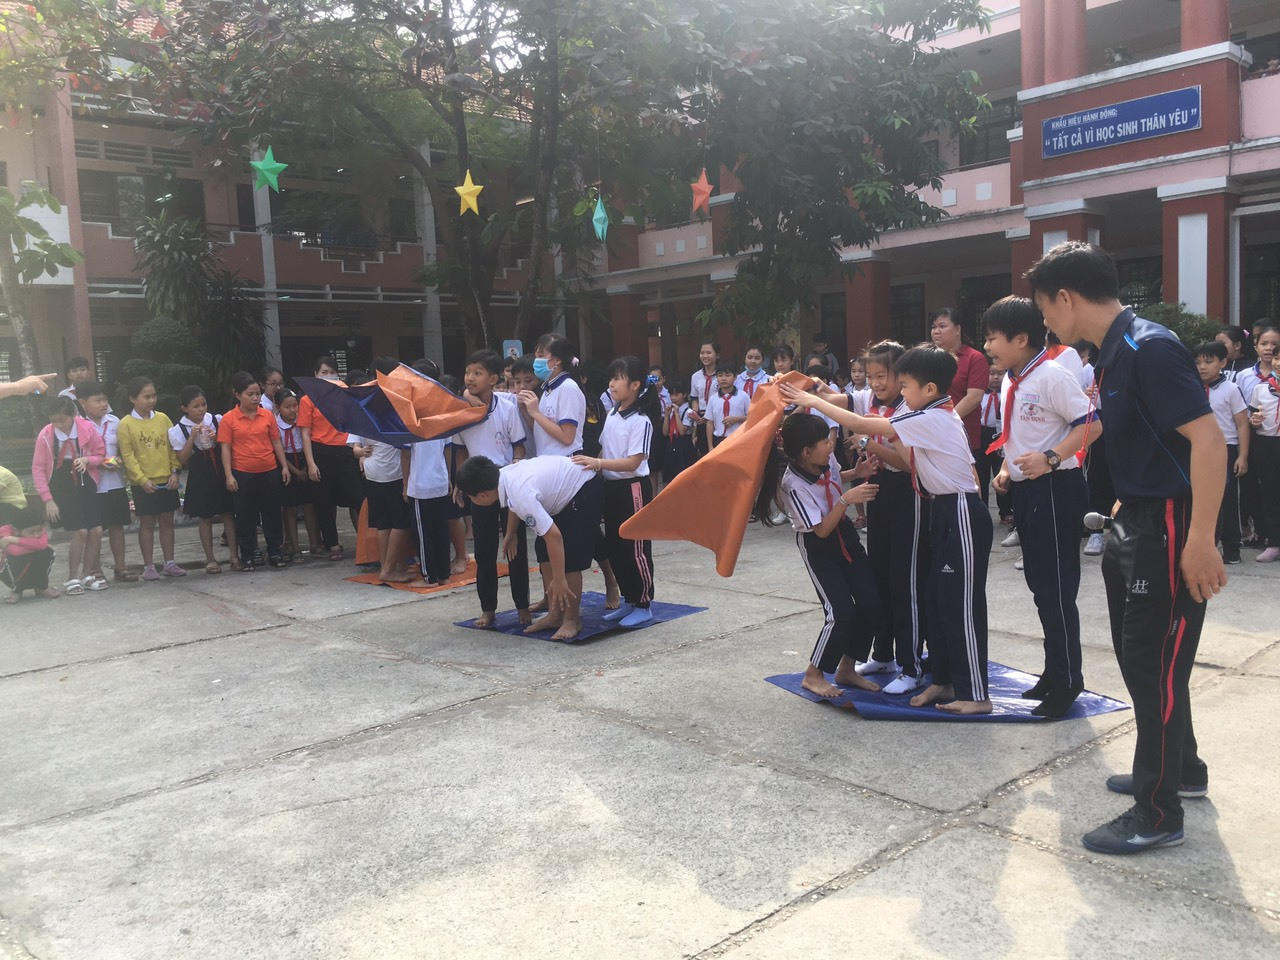 KHẨU HIỆU HÀNH ĐỘNG:
“ TẤT CẢ VÌ HỌC SINH THÂN YÊU ”